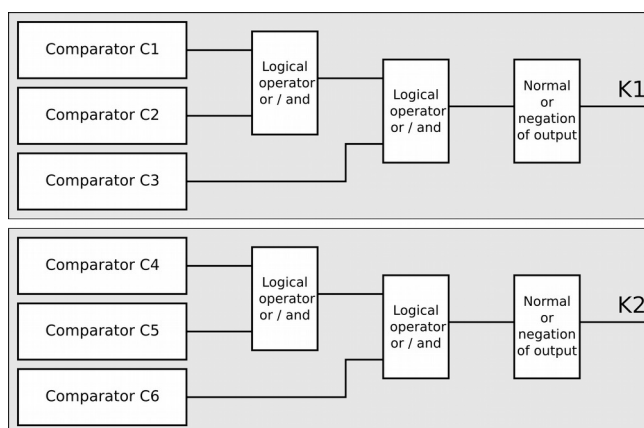 Comparator C1
Comparator C2
Comparator C3
Logical
operator
or / and
Logical
operator
or / and
Normal
or
negation
of output
K1
Comparator C4
Comparator C5
Comparator C6
Logical
operator
or / and
Logical
operator
or / and
Normal
or
negation
of output
K2